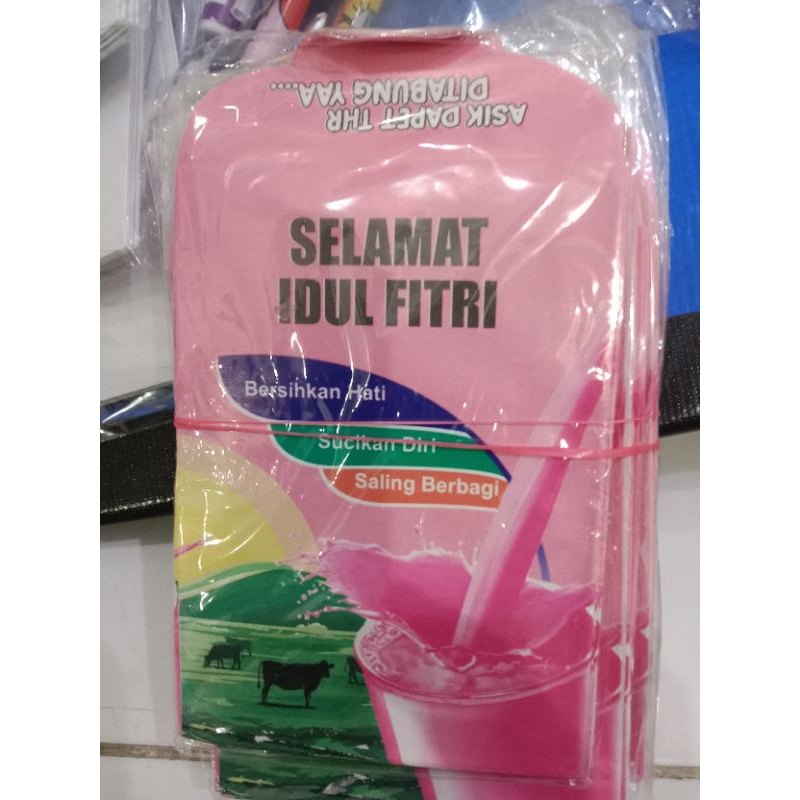 ASIK DAPET THR
DITABUNG YAA....
SELAMAT
IDUL FITRI
Bersihkan Hati
Sucikan Diri
Saling Berbagi